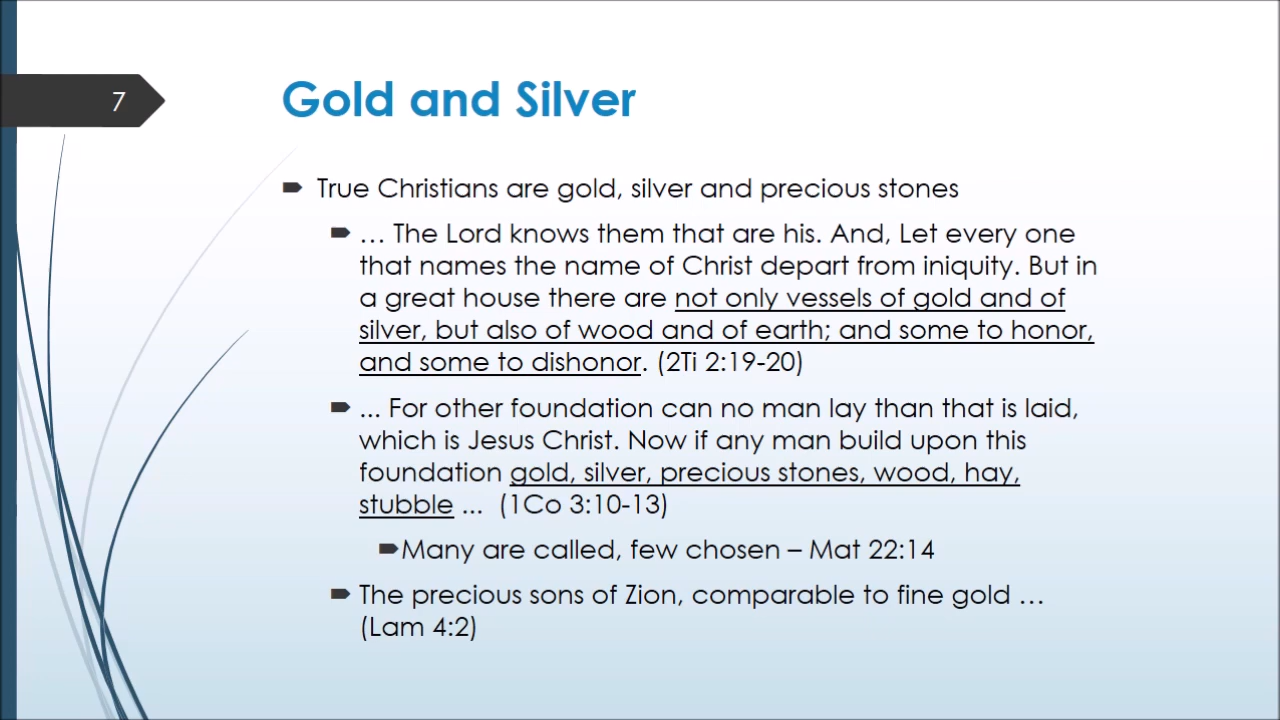 7
Gold and Silver
True Christians are gold, silver and precious stones
… The Lord knows them that are his. And, Let every one
that names the name of Christ depart from iniquity. But in
a great house there are not only vessels of gold and of
silver, but also of wood and of earth; and some to honor,
and some to dishonor. (2Ti 2:19-20)
... For other foundation can no man lay than that is laid,
which is Jesus Christ. Now if any man build upon this
foundation gold, silver, precious stones, wood, hay,
stubble ... (1Co 3:10-13)
Many are called, few chosen – Mat 22:14
The precious sons of Zion, comparable to fine gold …
(Lam 4:2)